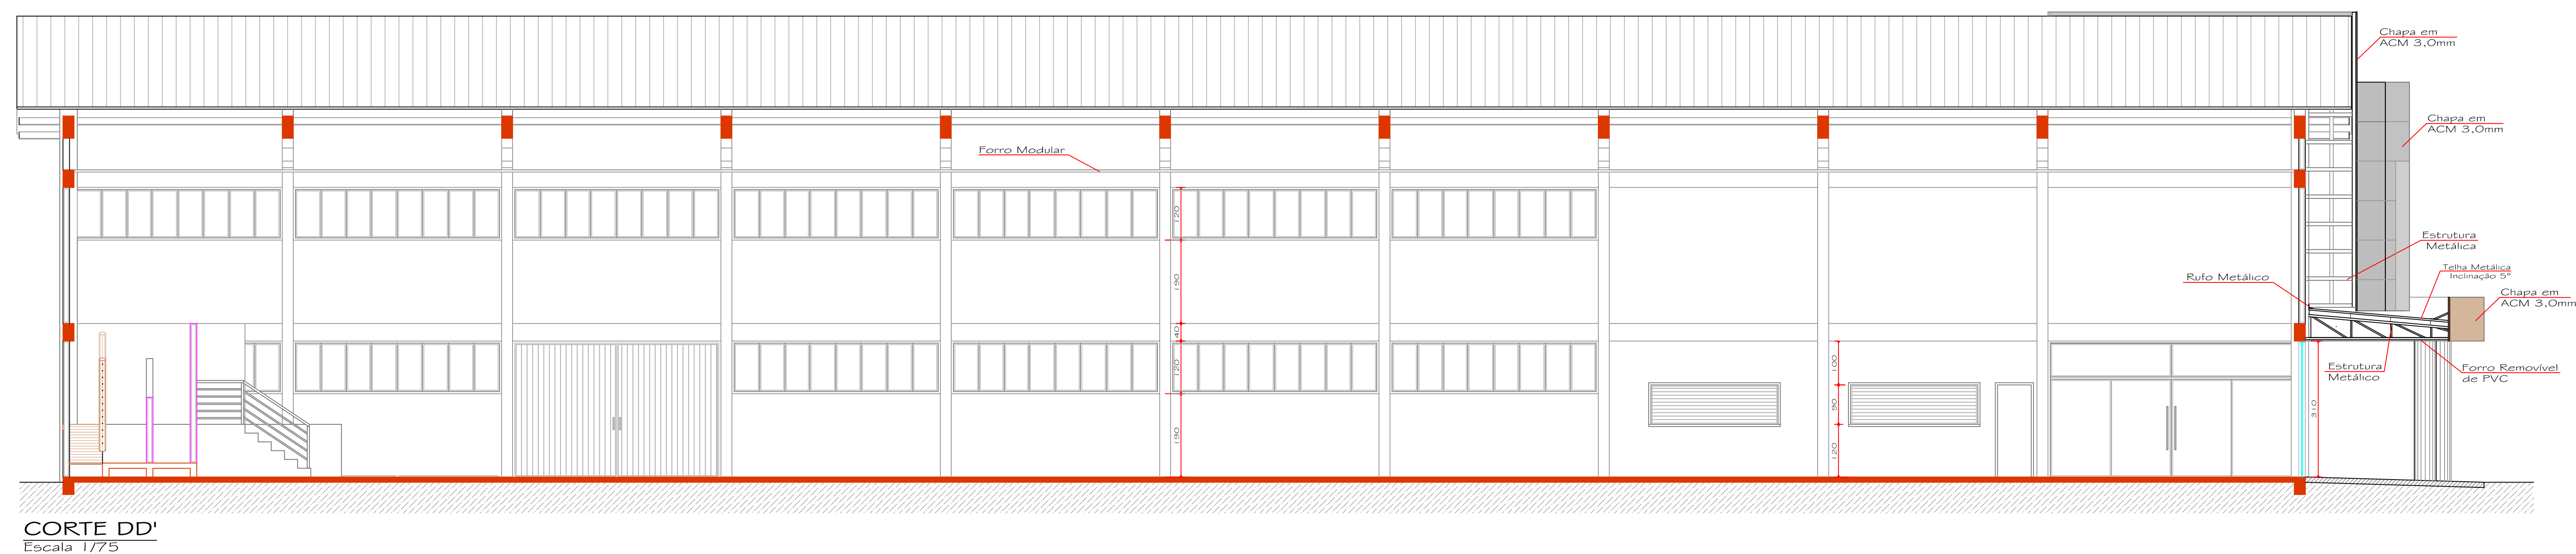 Chapa em
ACM 3,0mm
Chapa em
ACM 3,0mm
Forro Modular
120
Estrutura
Metálica
Telha Metálica
Inclinação 5°
Rufo Metálico
190
Chapa em
ACM 3,0mm
40
120
100
Estrutura
Metálico
Forro Removível
de PVC
90
310
190
120
CORTE DD'
Escala 1/75